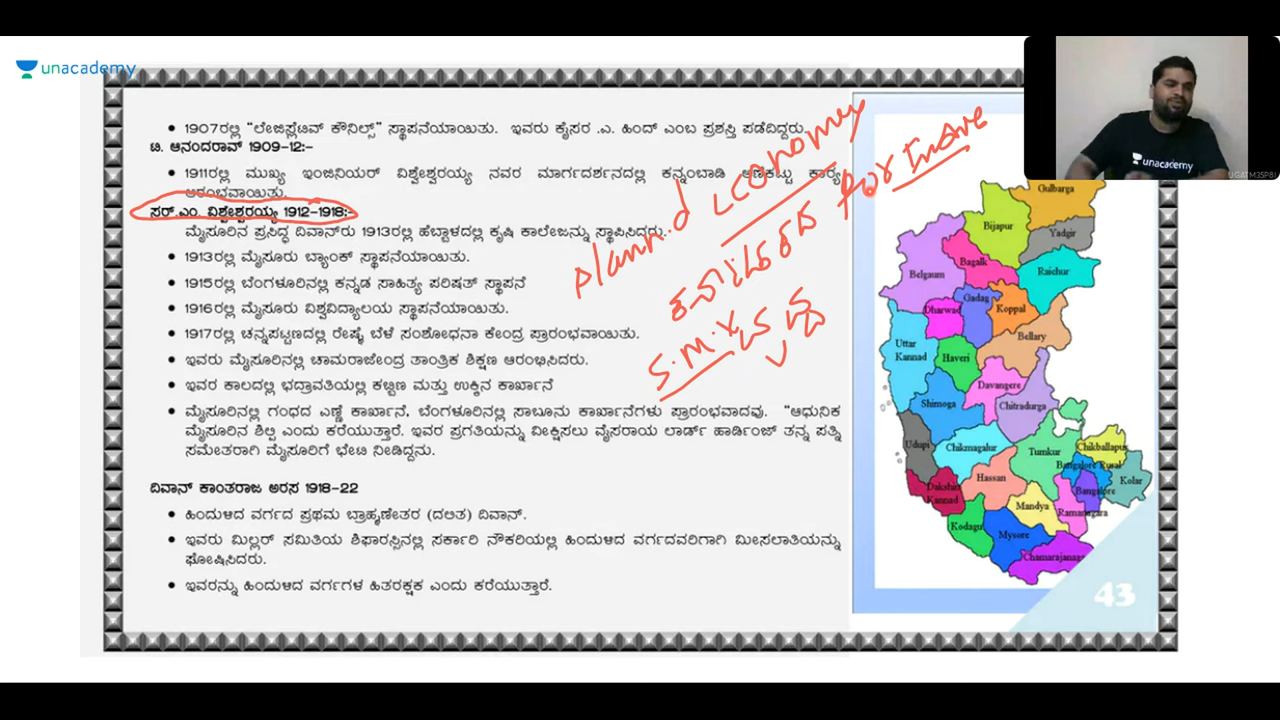 unacademy
• 1907ರಲ್ಲಿ "ಲೇಜಿಸ್ಲೆಟಿವ್ ಕೌನಿಲ್ಸ್" ಸ್ಥಾಪನೆಯಾಯಿತು. ಇವರು ಕೈಸರ .ಎ. ಹಿಂದ್ ಎಂಬ ಪ್ರಶಸ್ತಿ ಪಡೆವಿದ್ದರು
ಟಿ. ಆನಂದರಾವ್ 1909-12:-
• 1911ರಲ್ಲಿ ಮುಖ್ಯ ಇಂಜಿನಿಯರ್ ವಿಶ್ವೇಶ್ವರಯ್ಯ ನವರ ಮಾರ್ಗದರ್ಶನದಲ್ಲಿ ಕನ್ನಂಬಾಡಿ ಅಣೆಕಟ್ಟು ಕಾರ್ಯ
ಆರಂಭವಾಯಿತು.
ಸರ್.ಎಂ. ವಿಶ್ವೇಶ್ವರಯ್ಯ 1912-1918:-
ಮೈಸೂರಿನ ಪ್ರಸಿದ್ಧ ದಿವಾನ್‌ರು 1913ರಲ್ಲಿ ಹೆಬ್ಬಾಳದಲ್ಲಿ ಕೃಷಿ ಕಾಲೇಜನ್ನು ಸ್ಥಾಪಿಸಿದರು.
• 1913ರಲ್ಲಿ ಮೈಸೂರು ಬ್ಯಾಂಕ್ ಸ್ಥಾಪನೆಯಾಯಿತು.
• 1915ರಲ್ಲಿ ಬೆಂಗಳೂರಿನಲ್ಲಿ ಕನ್ನಡ ಸಾಹಿತ್ಯ ಪರಿಷತ್ ಸ್ಥಾಪನೆ
• 1916ರಲ್ಲಿ ಮೈಸೂರು ವಿಶ್ವವಿದ್ಯಾಲಯ ಸ್ಥಾಪನೆಯಾಯಿತು.
• 1917ರಲ್ಲಿ ಚನ್ನಪಟ್ಟಣದಲ್ಲಿ ರೇಷ್ಮೆ ಬೆಳೆ ಸಂಶೋಧನಾ ಕೇಂದ್ರ ಪ್ರಾರಂಭವಾಯಿತು.
• ಇವರು ಮೈಸೂರಿನಲ್ಲಿ ಚಾಮರಾಜೇಂದ್ರ ತಾಂತ್ರಿಕ ಶಿಕ್ಷಣ ಆರಂಭಿಸಿದರು.
• ಇವರ ಕಾಲದಲ್ಲಿ ಭದ್ರಾವತಿಯಲ್ಲಿ ಕಬ್ಬಿಣ ಮತ್ತು ಉಕ್ಕಿನ ಕಾರ್ಖಾನೆ
• ಮೈಸೂರಿನಲ್ಲಿ ಗಂಧದ ಎಣ್ಣೆ ಕಾರ್ಖಾನೆ, ಬೆಂಗಳೂರಿನಲ್ಲಿ ಸಾಬೂನು ಕಾರ್ಖಾನೆಗಳು ಪ್ರಾರಂಭವಾದವು. "ಆಧುನಿಕ
ಮೈಸೂರಿನ ಶಿಲ್ಪಿ ಎಂದು ಕರೆಯುತ್ತಾರೆ. ಇವರ ಪ್ರಗತಿಯನ್ನು ವೀಕ್ಷಿಸಲು ವೈಸರಾಯ ಲಾರ್ಡ್ ಹಾರ್ಡಿಂಜ್ ತನ್ನ ಪತ್ನಿ
ಸಮೇತರಾಗಿ ಮೈಸೂರಿಗೆ ಭೇಟಿ ನೀಡಿದ್ದನು.
ದಿವಾನ್ ಕಾಂತರಾಜ ಅರಸ 1918-22
• ಹಿಂದುಳಿದ ವರ್ಗದ ಪ್ರಥಮ ಬ್ರಾಹ್ಮಣೇತರ (ದಲಿತ) ದಿವಾನ್.
• ಇವರು ಮಿಲ್ಲರ್ ಸಮಿತಿಯ ಶಿಫಾರಸ್ಸಿನಲ್ಲಿ ಸರ್ಕಾರಿ ನೌಕರಿಯಲ್ಲಿ ಹಿಂದುಳಿದ ವರ್ಗದವರಿಗಾಗಿ ಮೀಸಲಾತಿಯನ್ನು
ಘೋಷಿಸಿದರು.
• ಇವರನ್ನು ಹಿಂದುಳಿದ ವರ್ಗಗಳ ಹಿತರಕ್ಷಕ ಎಂದು ಕರೆಯುತ್ತಾರೆ.
economy
for
S.M.
Gulbarga
Bijapur
Yadgir
Bagalk
Belgaum
Raichur
Gadag
Dharwad
Koppal
Bellary
Uttar
Kannad
Haveri
Davangere
Shimoga
Chitradurga
Udupi
Chikmagalur
Tumkur
Chikballapur
Bangalore Rural
Hassan
Kolar
Dakshin
Kannad
Bangalore
Mandya
Ramanagara
Kodagu
Mysore
Chamarajanaga
43
unacademy
UGATM35P8I